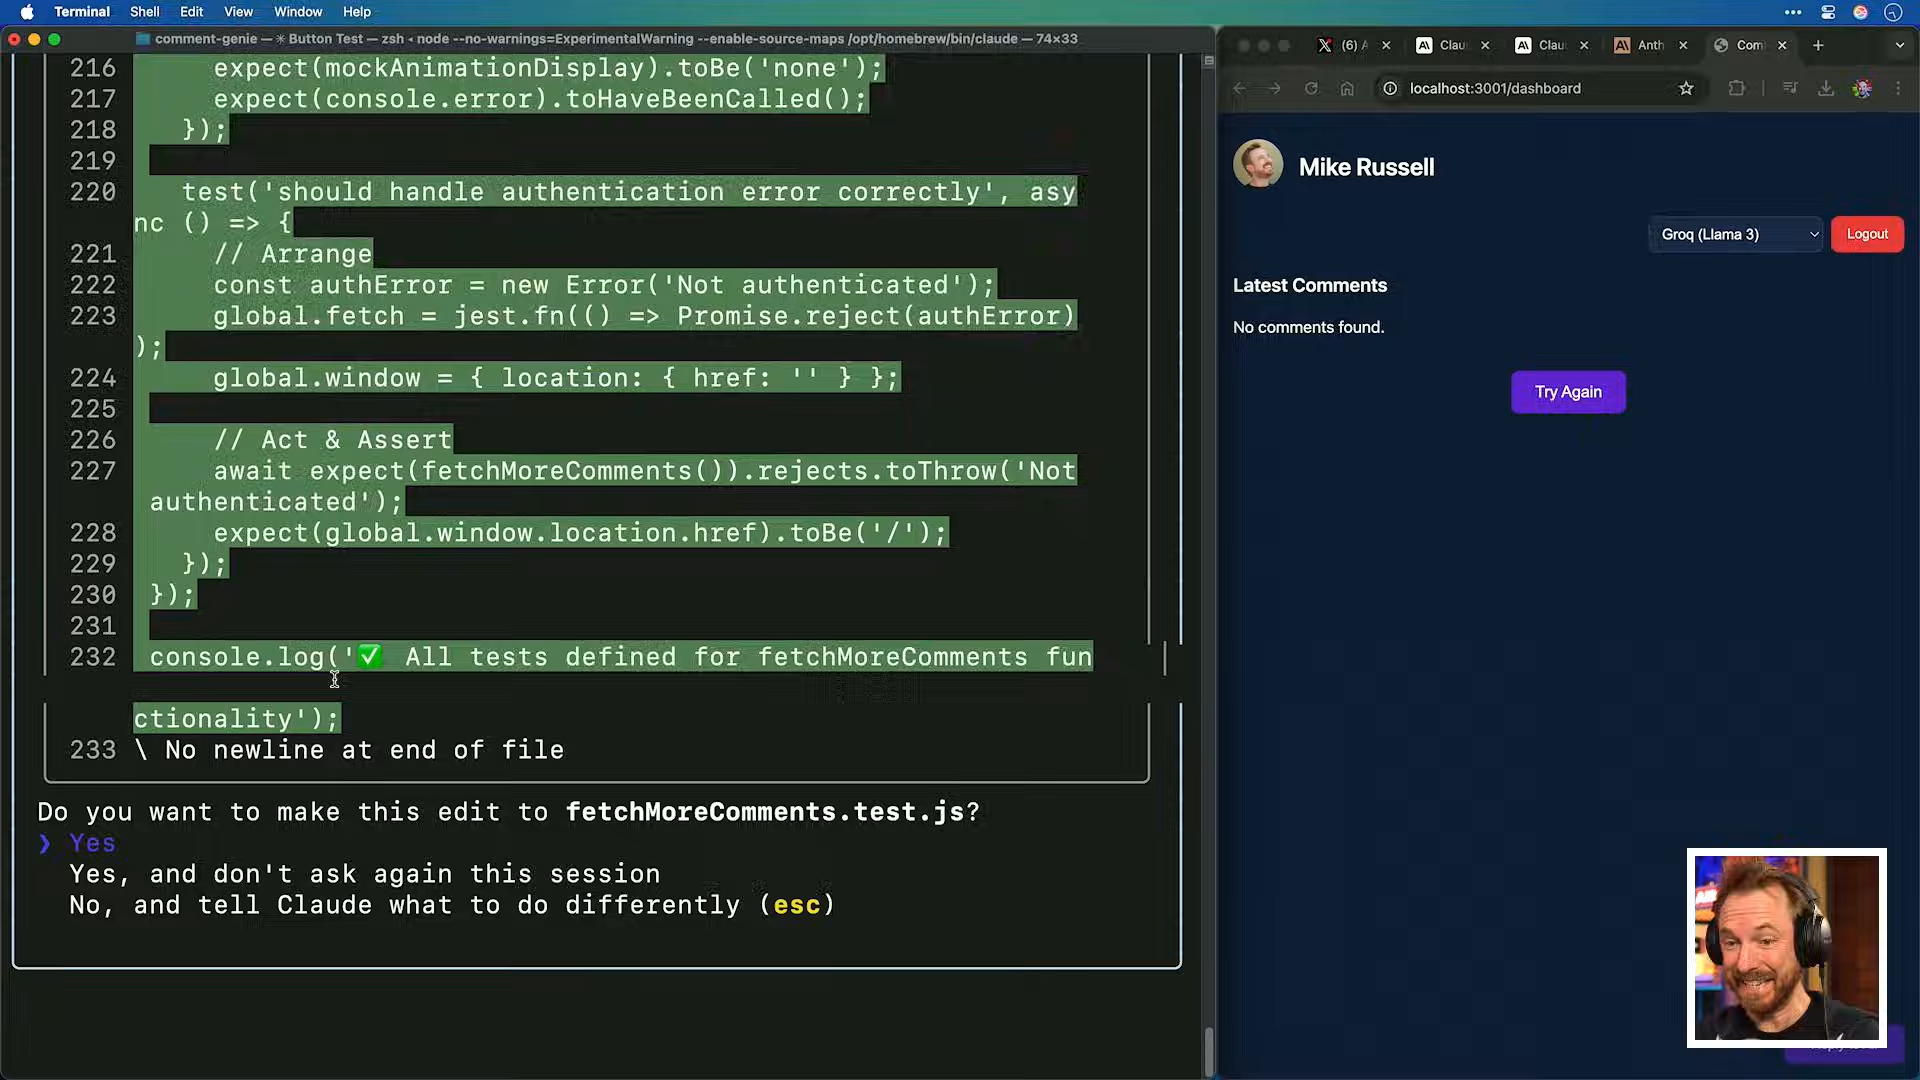 Terminal Shell Edit View Window Help
comment-genie — ✳ Button Test — zsh ◂ node --no-warnings=ExperimentalWarning --enable-source-maps /opt/homebrew/bin/claude — 74×33
216 expect(mockAnimationDisplay).toBe('none');
217 expect(console.error).toHaveBeenCalled();
218 });
219
220 test('should handle authentication error correctly', asy
nc () => {
221 // Arrange
222 const authError = new Error('Not authenticated');
223 global.fetch = jest.fn(() => Promise.reject(authError)
);
224 global.window = { location: { href: '' } };
225
226 // Act & Assert
227 await expect(fetchMoreComments()).rejects.toThrow('Not
authenticated');
228 expect(global.window.location.href).toBe('/');
229 });
230 });
231
232 console.log('✅ All tests defined for fetchMoreComments fun
ctionality');
233 \ No newline at end of file
Do you want to make this edit to fetchMoreComments.test.js?
❯ Yes
Yes, and don't ask again this session
No, and tell Claude what to do differently (esc)
(6) A Clau Clau Anth Com
localhost:3001/dashboard
Mike Russell
Groq (Llama 3)
Logout
Latest Comments
No comments found.
Try Again